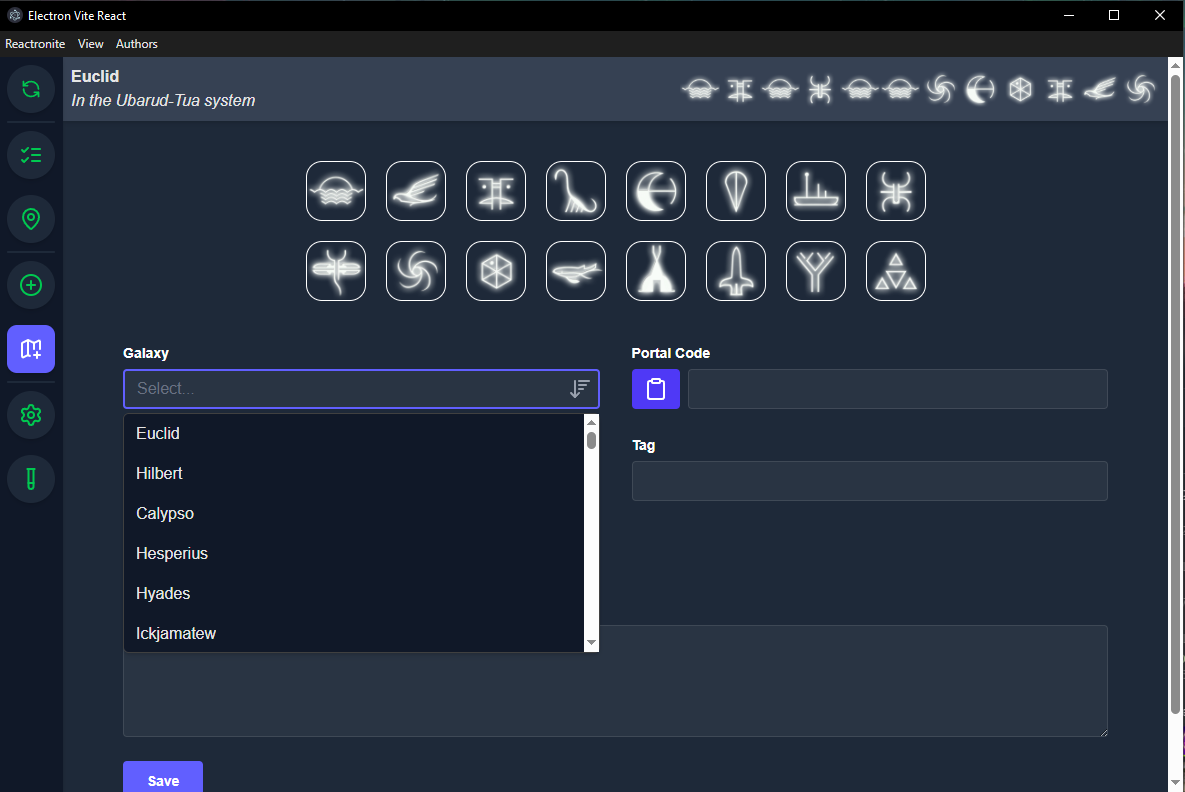 Electron Vite React
Reactronite View Authors
Euclid
In the Ubarud-Tua system
Galaxy
Select...
Euclid
Hilbert
Calypso
Hesperius
Hyades
Ickjamatew
Portal Code
Tag
Save